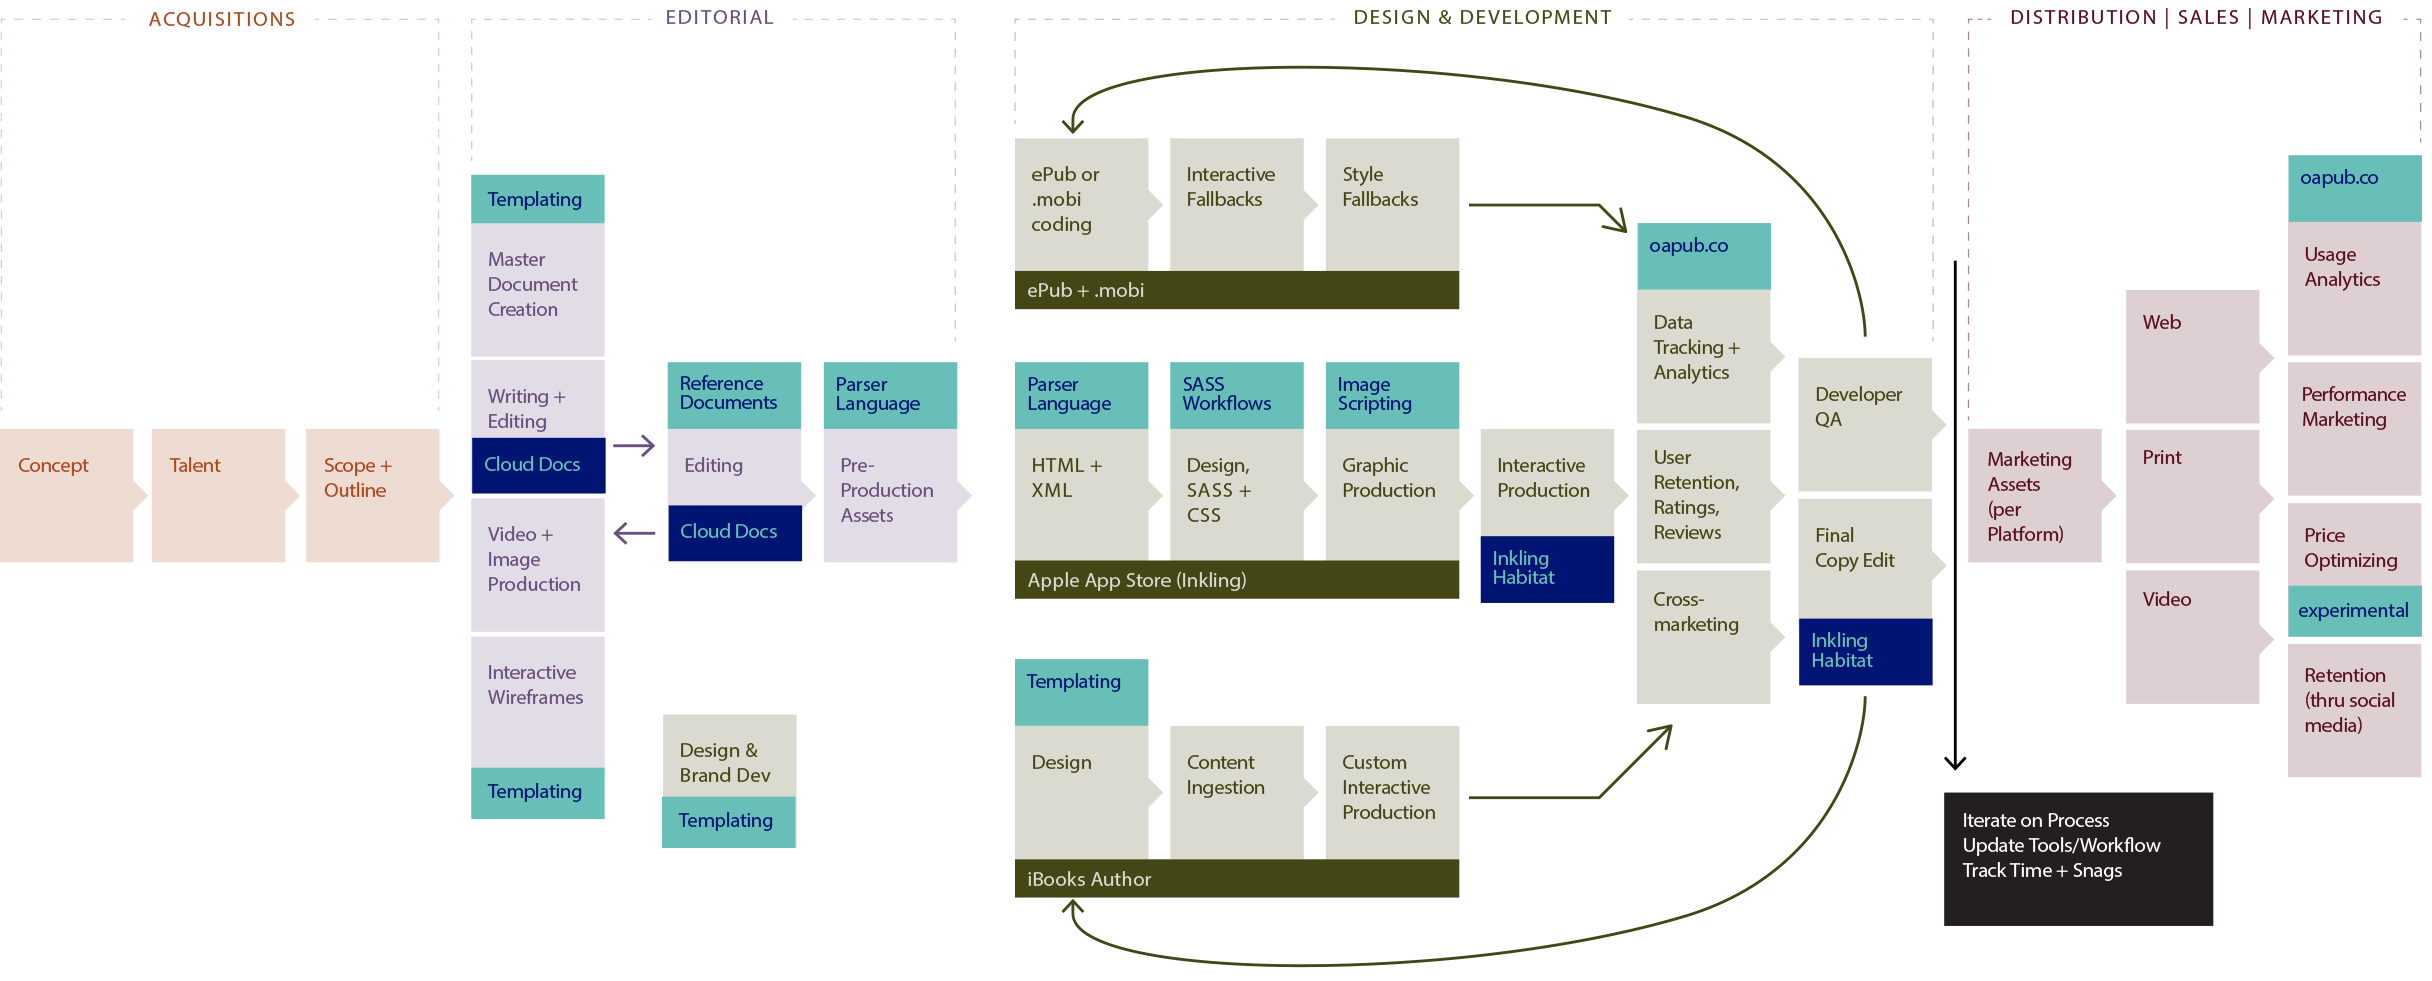 ACQUISITIONS
EDITORIAL
DESIGN & DEVELOPMENT
DISTRIBUTION | SALES | MARKETING
Concept
Talent
Scope +
Outline
Templating
Master
Document
Creation
Writing +
Editing
Cloud Docs
Video +
Image
Production
Interactive
Wireframes
Templating
Reference
Documents
Editing
Cloud Docs
Parser
Language
Pre-
Production
Assets
Design &
Brand Dev
Templating
ePub or
.mobi
coding
Interactive
Fallbacks
Style
Fallbacks
ePub + .mobi
Parser
Language
HTML +
XML
SASS
Workflows
Design,
SASS +
CSS
Image
Scripting
Graphic
Production
Apple App Store (Inkling)
Interactive
Production
Inkling
Habitat
Templating
Design
Content
Ingestion
Custom
Interactive
Production
iBooks Author
oapub.co
Data
Tracking +
Analytics
User
Retention,
Ratings,
Reviews
Cross-
marketing
Developer
QA
Final
Copy Edit
Inkling
Habitat
Iterate on Process
Update Tools/Workflow
Track Time + Snags
Marketing
Assets
(per
Platform)
Web
Print
Video
oapub.co
Usage
Analytics
Performance
Marketing
Price
Optimizing
experimental
Retention
(thru social
media)